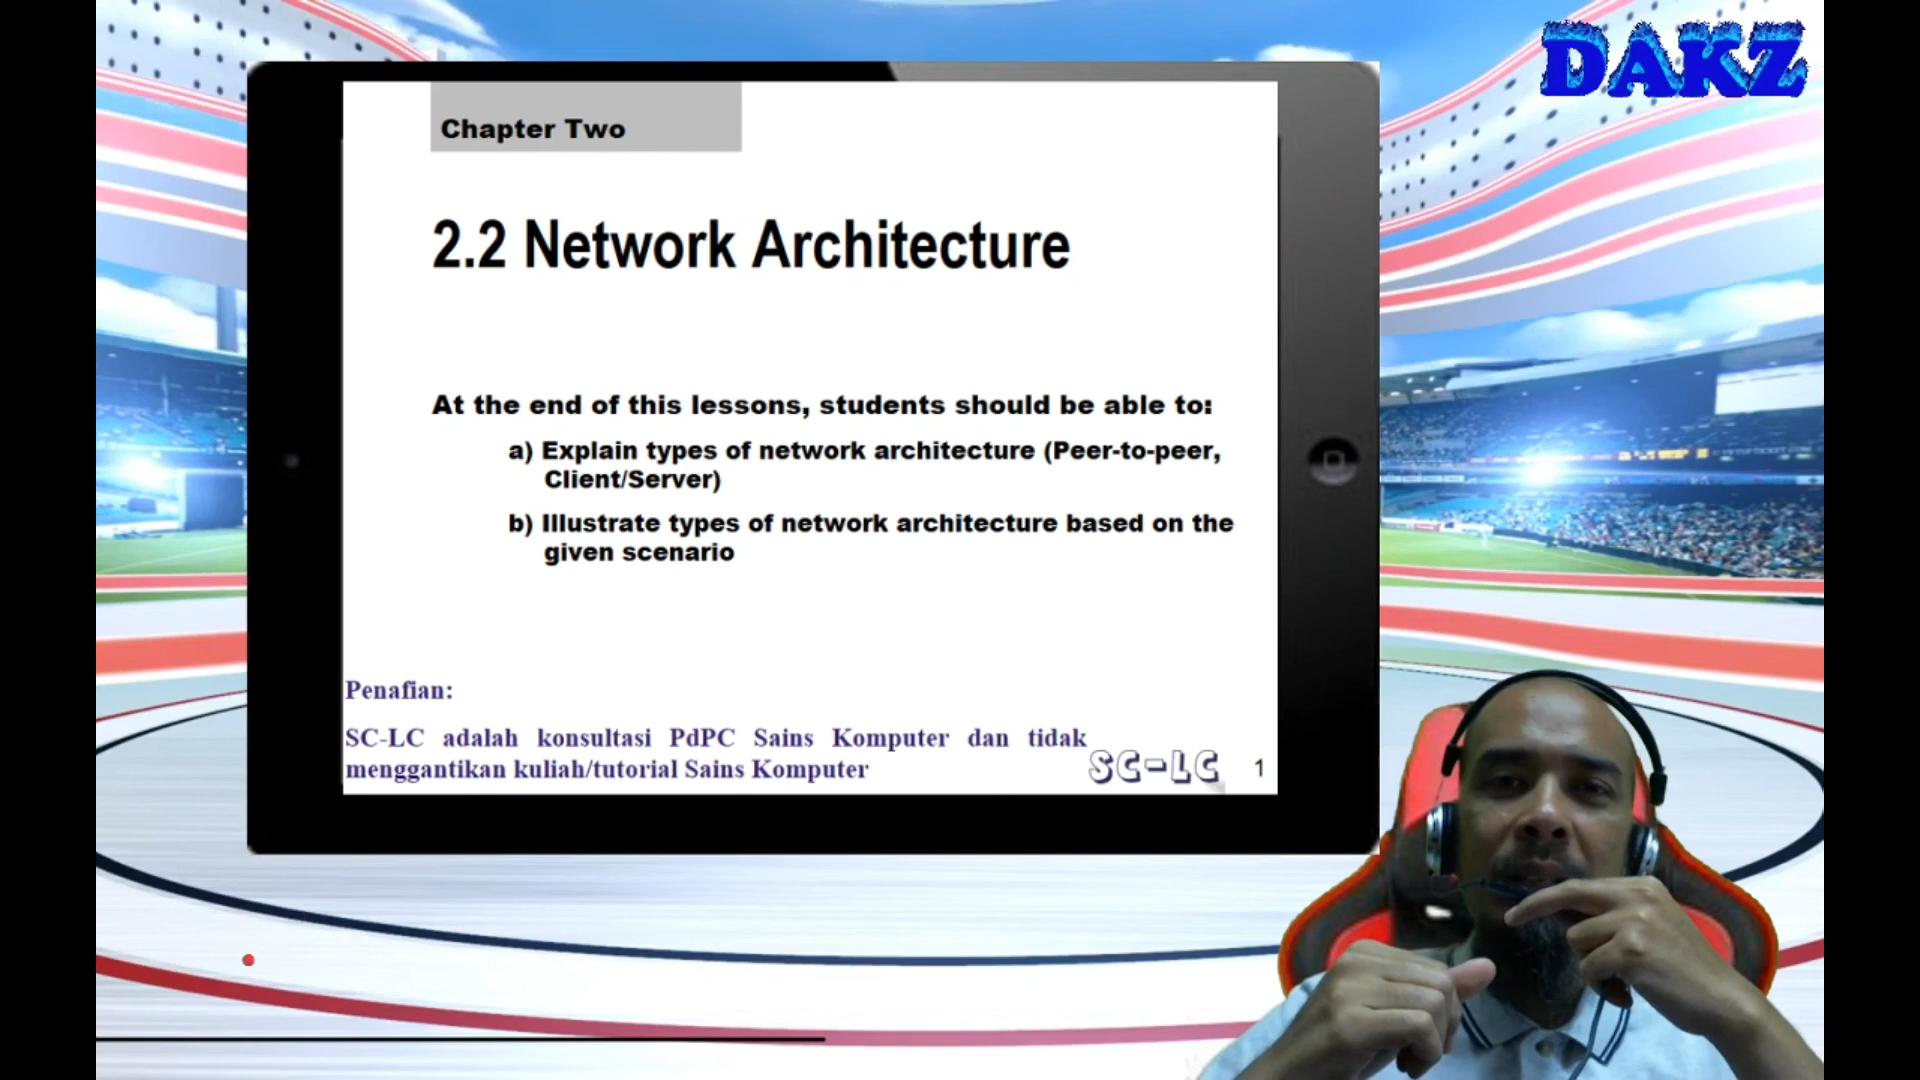 DAKZ
Chapter Two
2.2 Network Architecture
At the end of this lessons, students should be able to:
a) Explain types of network architecture (Peer-to-peer,
Client/Server)
b) Illustrate types of network architecture based on the
given scenario
Penafian:
SC-LC adalah konsultasi PdPC Sains Komputer dan tidak
menggantikan kuliah/tutorial Sains Komputer
SC-LC
1